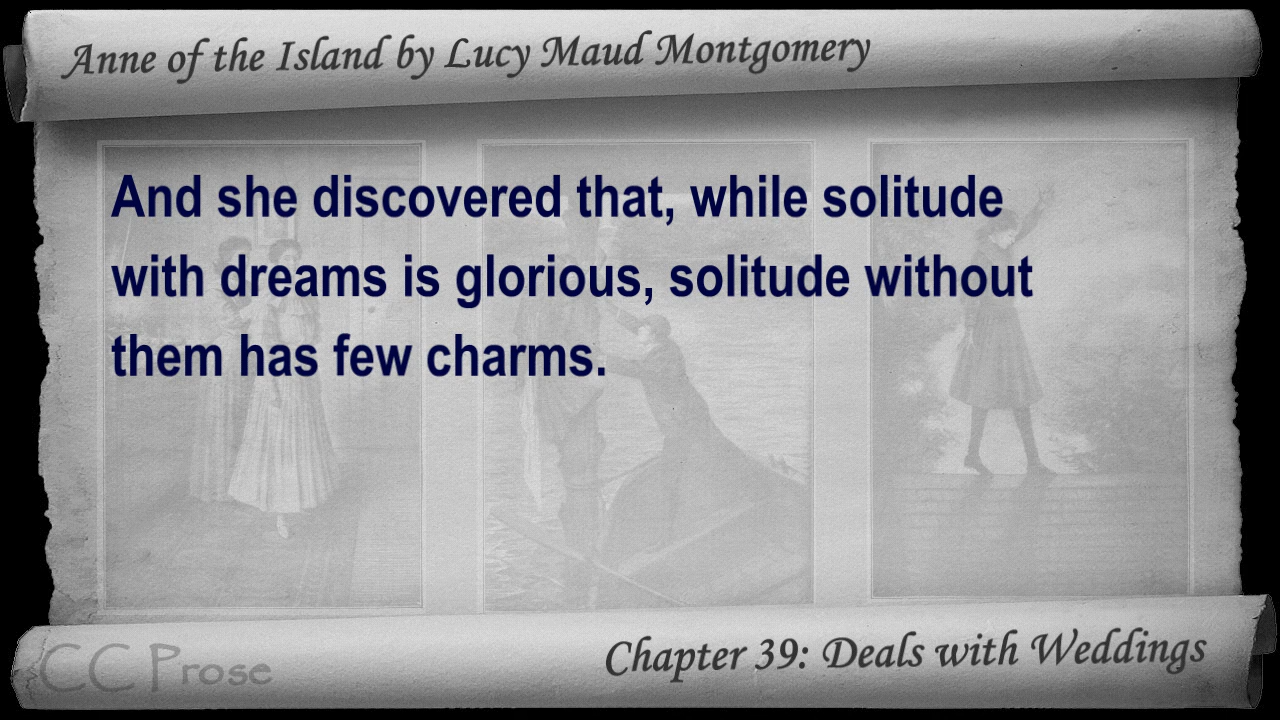 Anne of the Island by Lucy Maud Montgomery
And she discovered that, while solitude
with dreams is glorious, solitude without
them has few charms.
CC Prose
Chapter 39: Deals with Weddings